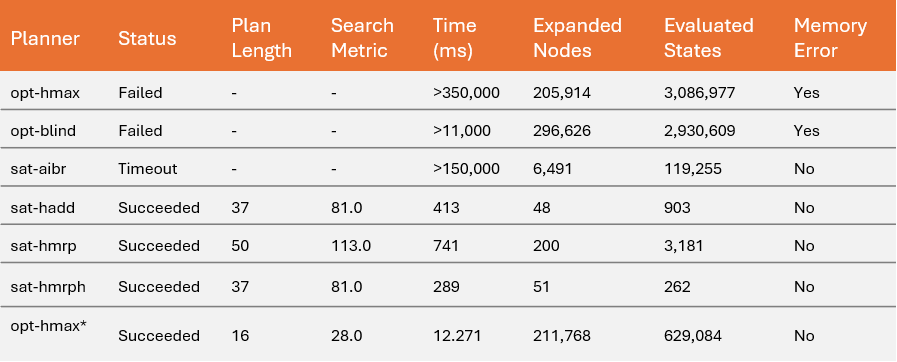 Planner Status Plan Length Search Metric Time (ms) Expanded Nodes Evaluated States Memory Error
opt-hmax Failed - - >350,000 205,914 3,086,977 Yes
opt-blind Failed - - >11,000 296,626 2,930,609 Yes
sat-aibr Timeout - - >150,000 6,491 119,255 No
sat-hadd Succeeded 37 81.0 413 48 903 No
sat-hmrp Succeeded 50 113.0 741 200 3,181 No
sat-hmrph Succeeded 37 81.0 289 51 262 No
opt-hmax* Succeeded 16 28.0 12.271 211,768 629,084 No